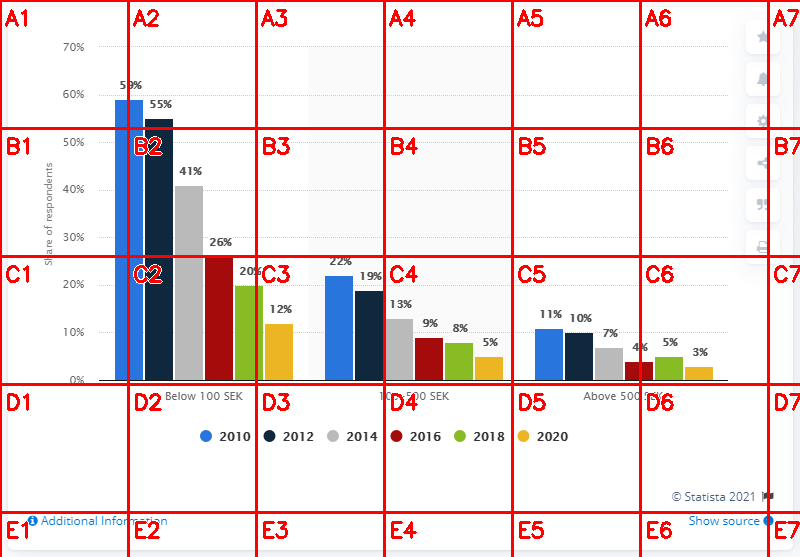 A1 A2 A3 A4 A5 A6 A7
70%
60%
59%
55%
B1 B2 B3 B4 B5 B6 B7
50%
40%
30%
Share of respondents
41%
26%
22%
C1 C2 C3 C4 C5 C6 C7
20%
10%
0%
20%
12%
19%
13%
9%
8%
5%
11%
10%
7%
4%
5%
3%
Below 100 SEK 100-500 SEK Above 500 SEK
D1 D2 D3 D4 D5 D6 D7
2010 2012 2014 2016 2018 2020
© Statista 2021
Additional Information Show source
E1 E2 E3 E4 E5 E6 E7